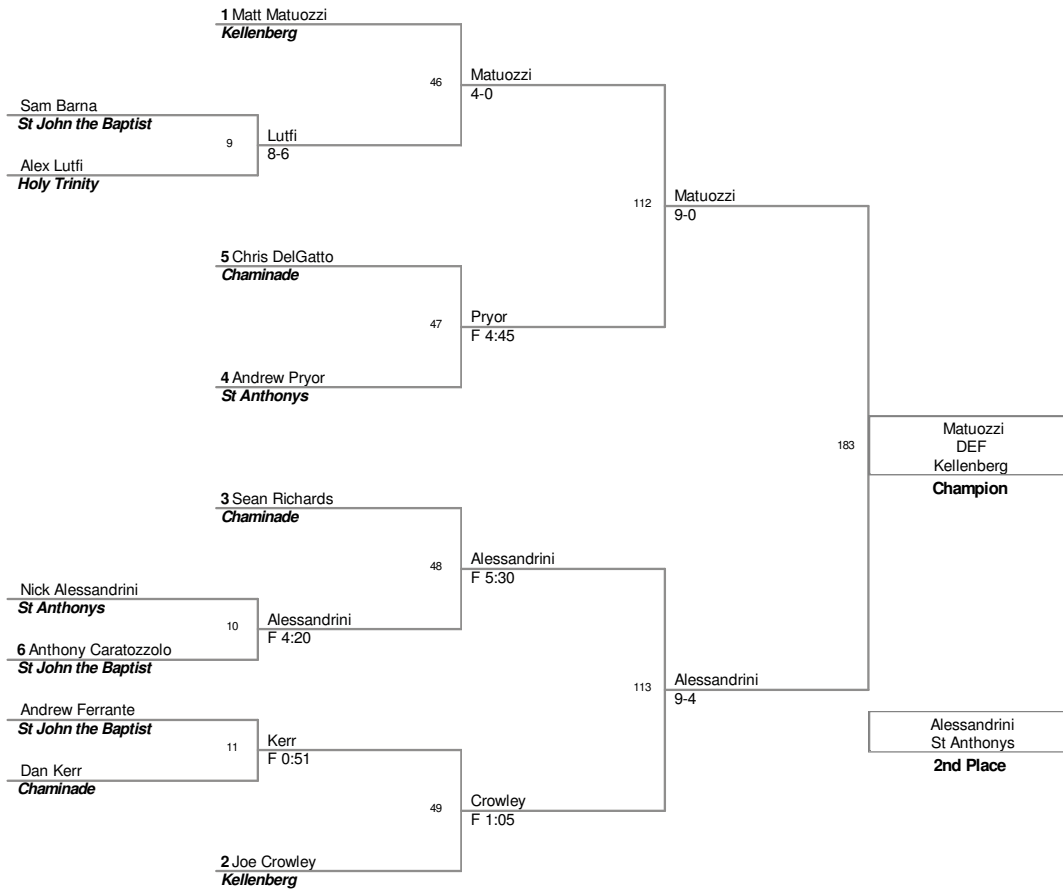 1 Matt Matuozzi
Kellenberg
46
Matuozzi
4-0
Sam Barna
St John the Baptist
9
Lutfi
8-6
Alex Lutfi
Holy Trinity
112
Matuozzi
9-0
5 Chris DelGatto
Chaminade
47
Pryor
F 4:45
4 Andrew Pryor
St Anthonys
183
Matuozzi
DEF
Kellenberg
Champion
3 Sean Richards
Chaminade
48
Alessandrini
F 5:30
Nick Alessandrini
St Anthonys
10
Alessandrini
F 4:20
6 Anthony Caratozzolo
St John the Baptist
113
Alessandrini
9-4
Andrew Ferrante
St John the Baptist
11
Kerr
F 0:51
Dan Kerr
Chaminade
49
Crowley
F 1:05
2 Joe Crowley
Kellenberg
Alessandrini
St Anthonys
2nd Place